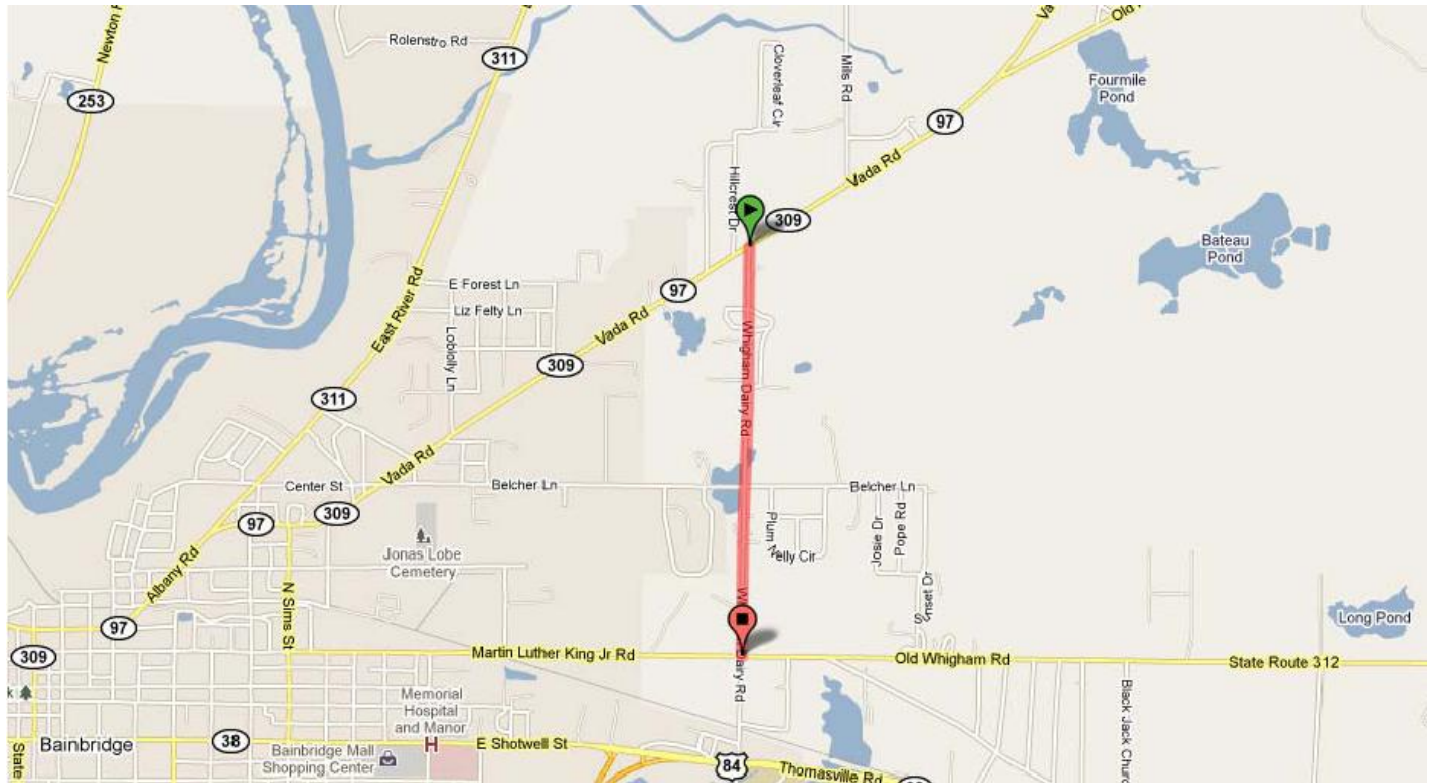 Newton
Rolenstro Rd
311
253
Cloverleaf Cir
Mills Rd
Old
Fourmile
Pond
97
Vada Rd
Hillcrest Dr
309
Bateau
Pond
East River Rd
E Forest Ln
97
Liz Felty Ln
Vada Rd
Whigham Dairy Rd
Loblolly Ln
309
311
Vada Rd
Center St
Belcher Ln
Belcher Ln
309
97
Plum
Nelly Cir
Josie Dr
Pope Rd
Jonas Lobe
Cemetery
Albany Rd
N Sims St
Sunset Dr
97
Long Pond
309
Martin Luther King Jr Rd
Old Whigham Rd
State Route 312
Dairy Rd
Memorial
Hospital
and Manor
H
Black Jack
Bainbridge
38
E Shotwell St
Bainbridge Mall
Shopping Center
State
84
Thomasville Rd